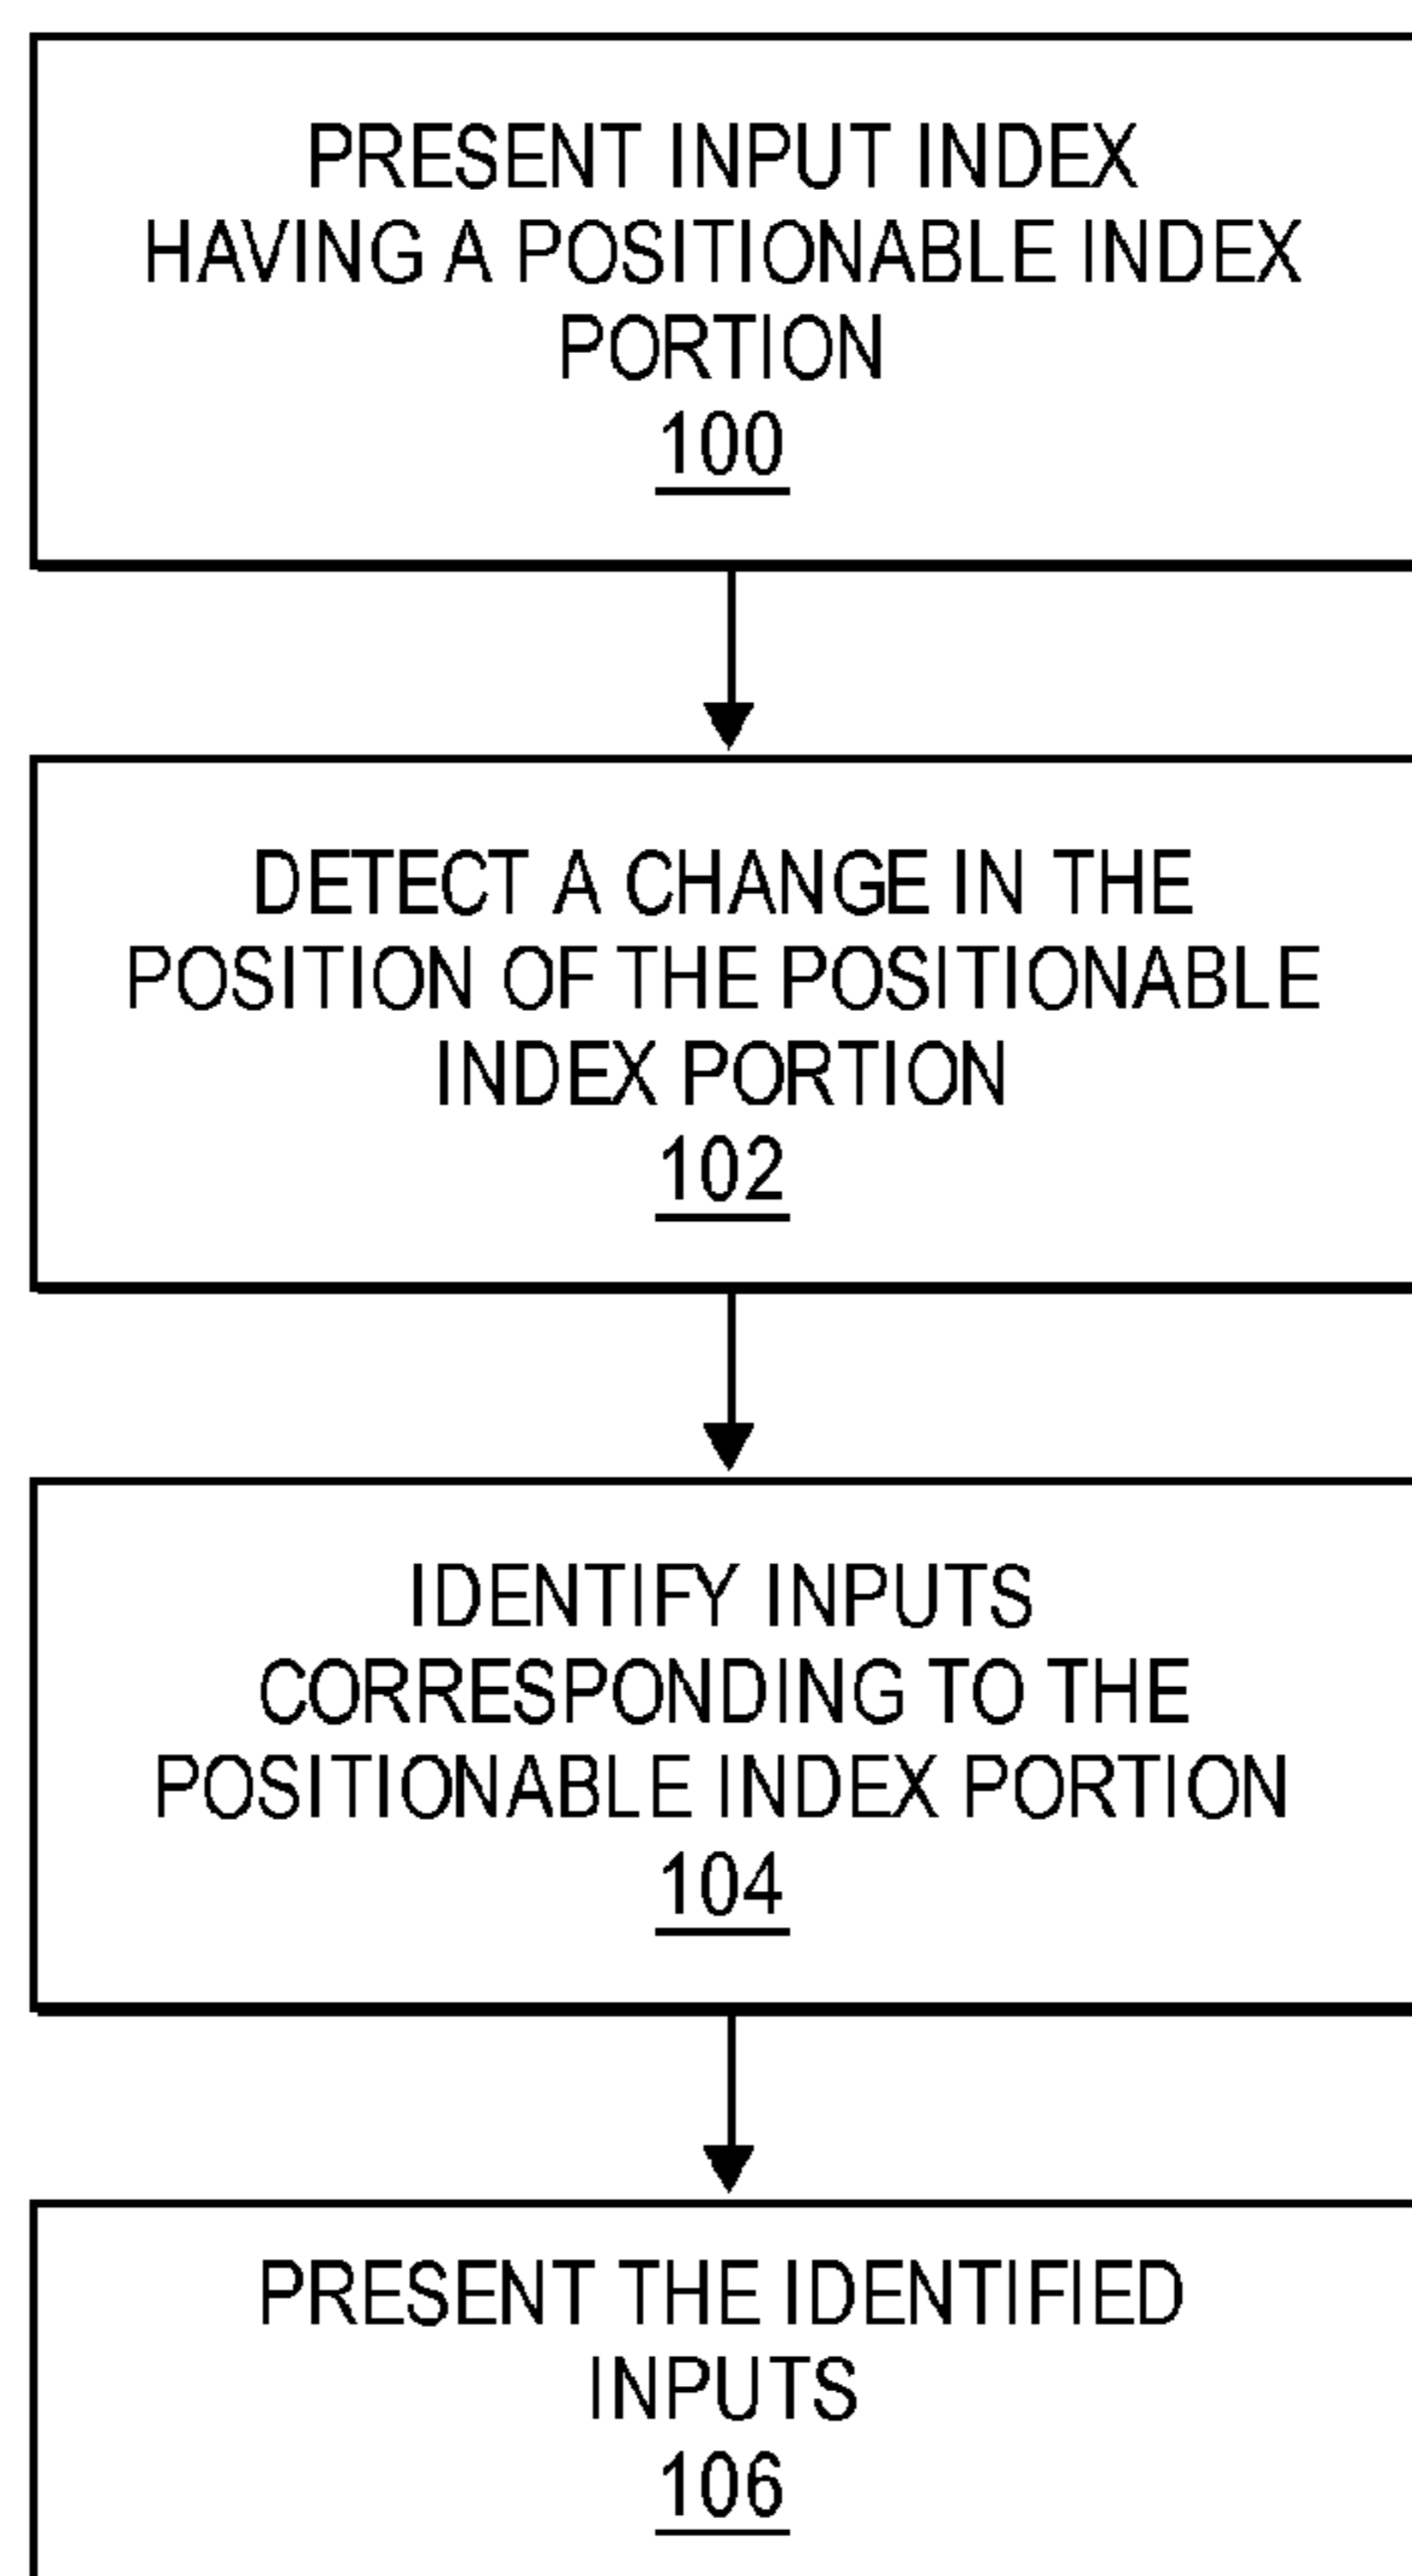 PRESENT INPUT INDEX
HAVING A POSITIONABLE INDEX
PORTION
100
DETECT A CHANGE IN THE
POSITION OF THE POSITIONABLE
INDEX PORTION
102
IDENTIFY INPUTS
CORRESPONDING TO THE
POSITIONABLE INDEX PORTION
104
PRESENT THE IDENTIFIED
INPUTS
106